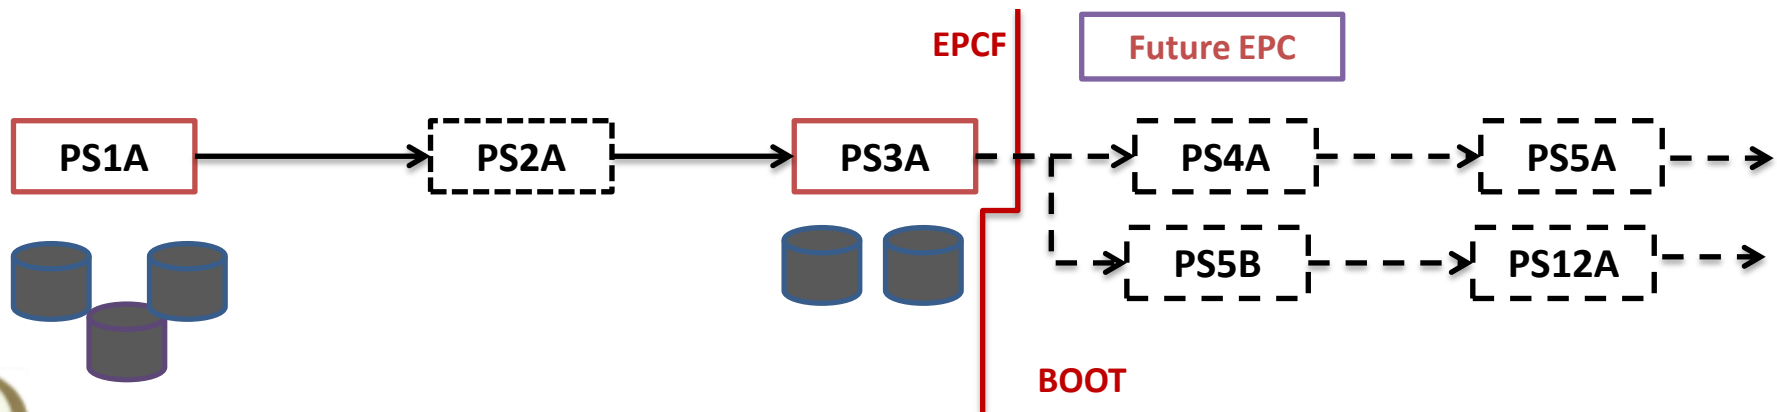 EPCF
Future EPC
PS1A
PS2A
PS3A
PS4A
PS5A
PS5B
PS12A
BOOT